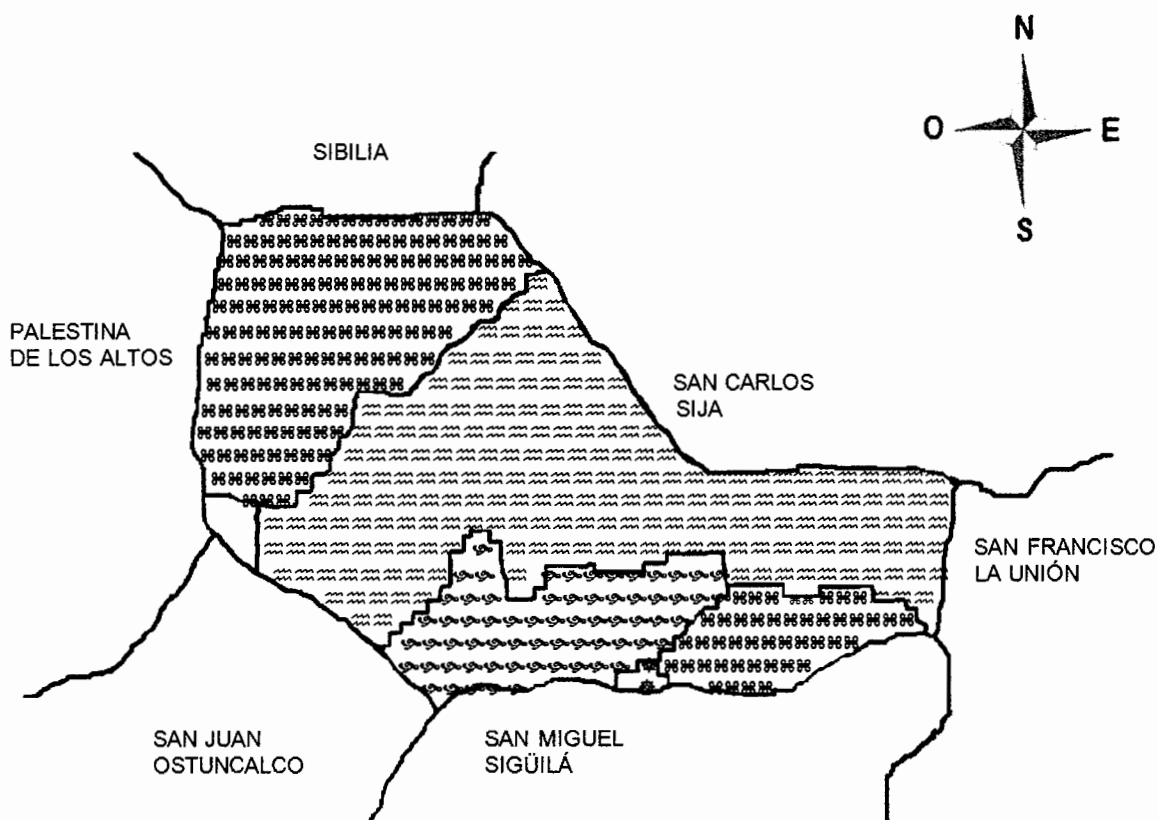 N
O E
S
SIBILIA
PALESTINA
DE LOS ALTOS
SAN CARLOS
SIJA
SAN FRANCISCO
LA UNIÓN
SAN JUAN
OSTUNCALCO
SAN MIGUEL
SIGÜILÁ